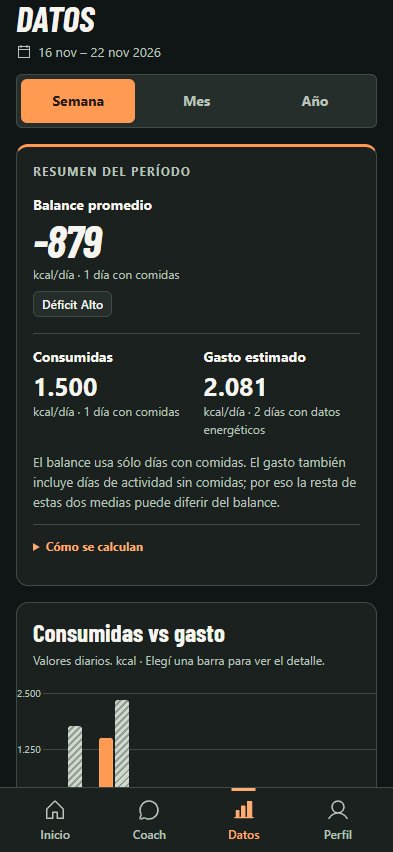 DATOS
16 nov – 22 nov 2026
Semana Mes Año
RESUMEN DEL PERÍODO
Balance promedio
-879
kcal/día · 1 día con comidas
Déficit Alto
Consumidas Gasto estimado
1.500 2.081
kcal/día · 1 día con comidas kcal/día · 2 días con datos
energéticos
El balance usa sólo días con comidas. El gasto también
incluye días de actividad sin comidas; por eso la resta de
estas dos medias puede diferir del balance.
Cómo se calculan
Consumidas vs gasto
Valores diarios. kcal · Elegí una barra para ver el detalle.
2.500
1.250
Inicio Coach Datos Perfil